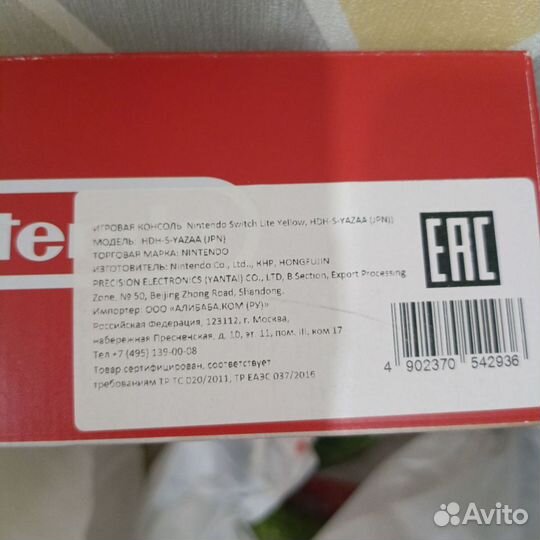 ten
ИГРОВАЯ КОНСОЛЬ: Nintendo Switch Lite Yellow, HDH-S-YAZAA (JPN)
МОДЕЛЬ: HDH-S-YAZAA (JPN)
ТОРГОВАЯ МАРКА: NINTENDO
ИЗГОТОВИТЕЛЬ: Nintendo Co., Ltd.., КНР, HONGFUJIN
PRECISION ELECTRONICS (YANTAI) CO., LTD, B Section, Export Processing
Zone, № 50, Beijing Zhong Road, Shandong.
Импортер: ООО «АЛИБАБА.КОМ (РУ)»
Российская Федерация, 123112, г. Москва,
набережная Пресненская, д. 10, эт. 11, пом. III, ком 17
Тел +7 (495) 139-00-08
Товар сертифицирован, соответствует
требованиям ТР ТС 020/2011, ТР ЕАЭС 037/2016
EAC
4 902370 542936
Avito